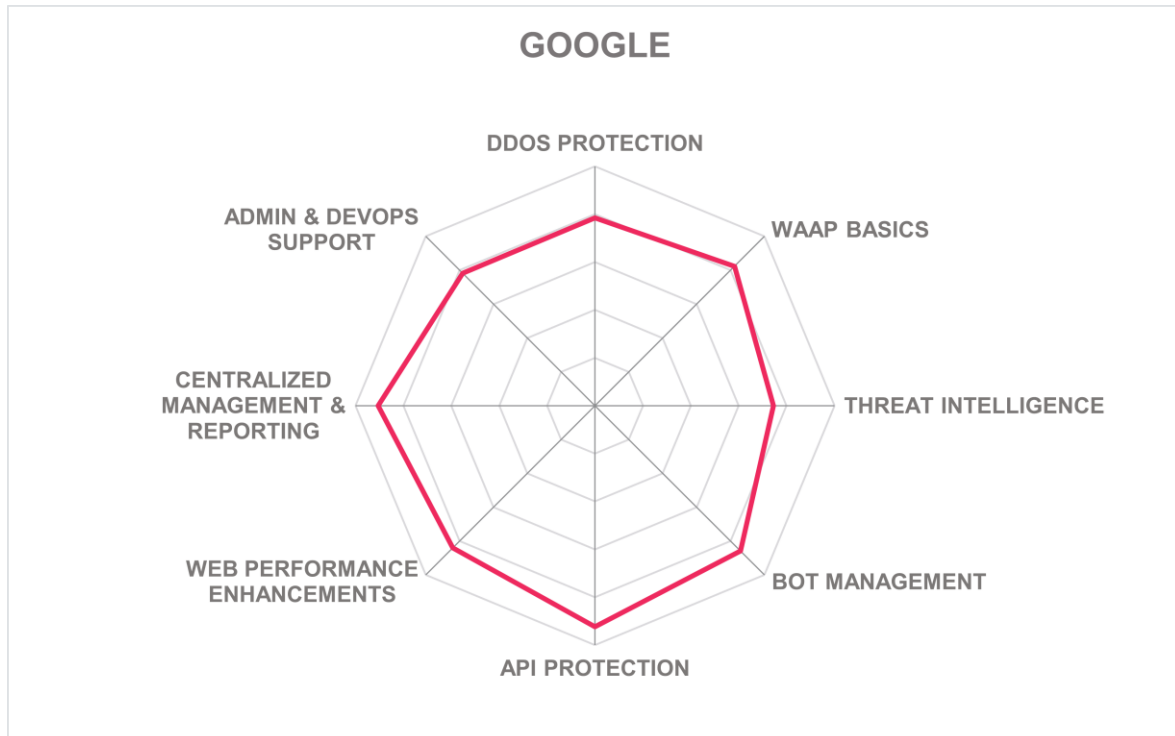 GOOGLE
DDOS PROTECTION
ADMIN & DEVOPS
SUPPORT
WAAP BASICS
CENTRALIZED
MANAGEMENT &
REPORTING
THREAT INTELLIGENCE
WEB PERFORMANCE
ENHANCEMENTS
BOT MANAGEMENT
API PROTECTION